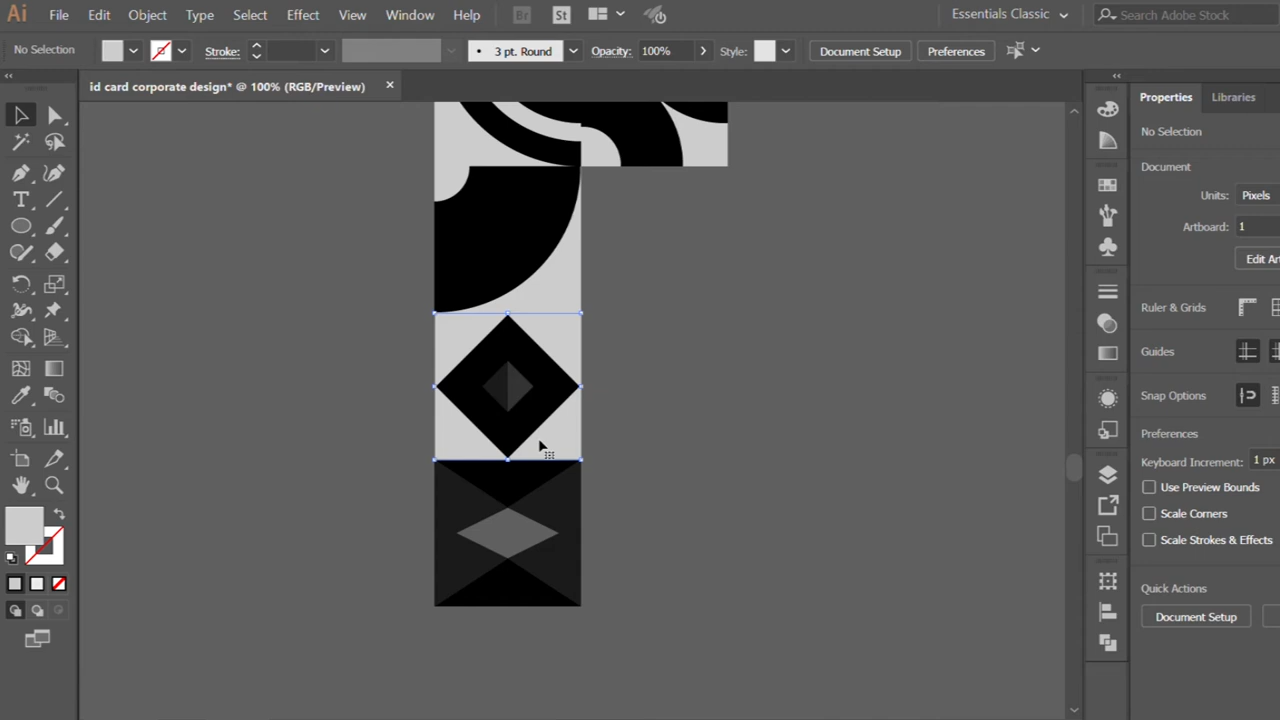 Ai File Edit Object Type Select Effect View Window Help Br St Essentials Classic Search Adobe Stock
No Selection Stroke: 3 pt. Round Opacity: 100% Style: Document Setup Preferences
id card corporate design* @ 100% (RGB/Preview) ×
Properties Libraries
No Selection
Document
Units: Pixels
Artboard: 1
Edit Ar
Ruler & Grids
Guides
Snap Options
Preferences
Keyboard Increment: 1 px
Use Preview Bounds
Scale Corners
Scale Strokes & Effects
Quick Actions
Document Setup